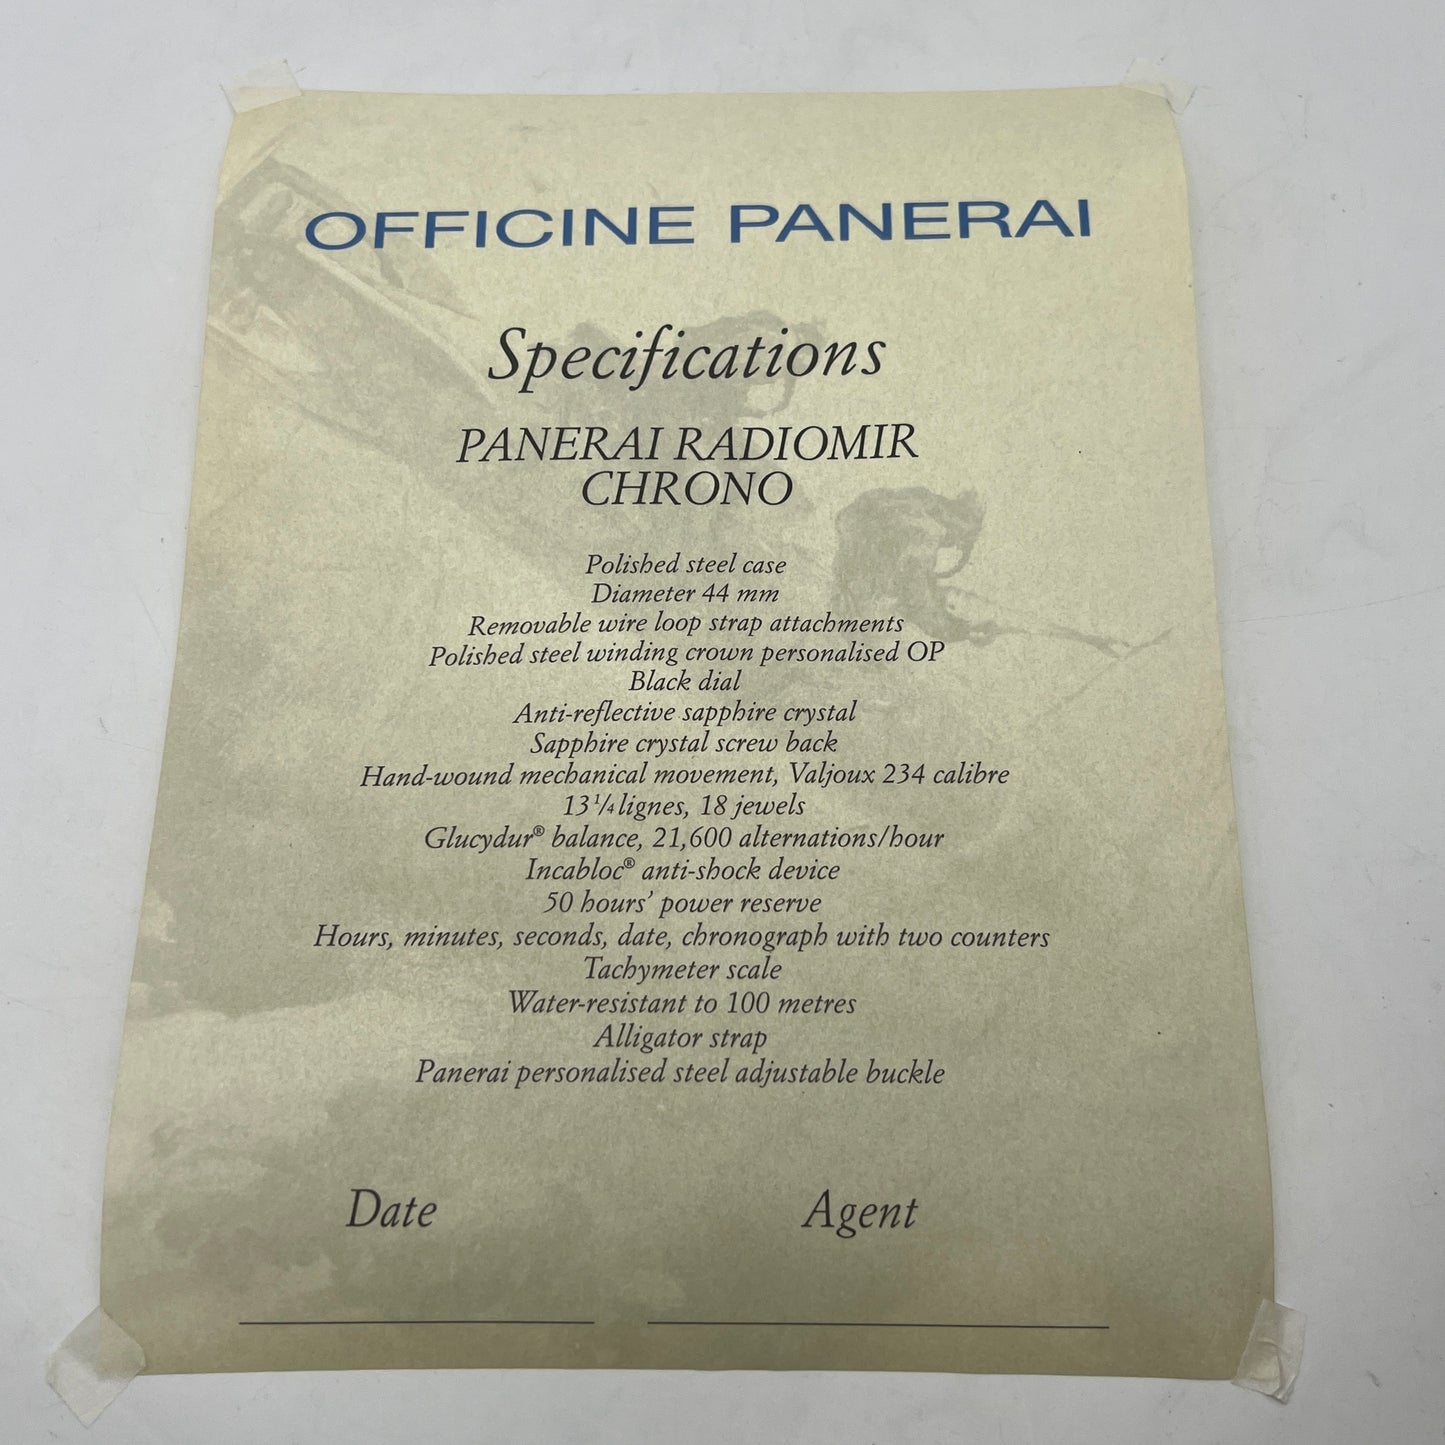 OFFICINE PANERAI
Specifications
PANERAI RADIOMIR
CHRONO
Polished steel case
Diameter 44 mm
Removable wire loop strap attachments
Polished steel winding crown personalised OP
Black dial
Anti-reflective sapphire crystal
Sapphire crystal screw back
Hand-wound mechanical movement, Valjoux 234 calibre
13 1/4 lignes, 18 jewels
Glucydur® balance, 21,600 alternations/hour
Incabloc® anti-shock device
50 hours’ power reserve
Hours, minutes, seconds, date, chronograph with two counters
Tachymeter scale
Water-resistant to 100 metres
Alligator strap
Panerai personalised steel adjustable buckle
Date Agent